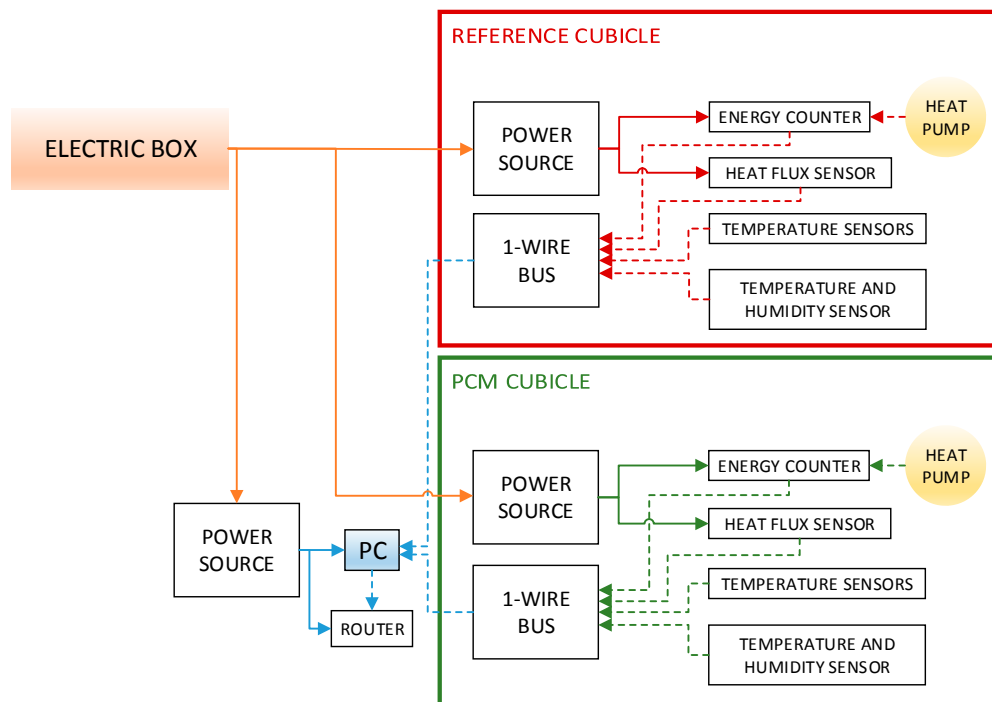 REFERENCE CUBICLE
ELECTRIC BOX
POWER
SOURCE
ENERGY COUNTER
HEAT
PUMP
HEAT FLUX SENSOR
1-WIRE
BUS
TEMPERATURE SENSORS
TEMPERATURE AND
HUMIDITY SENSOR
PCM CUBICLE
POWER
SOURCE
ENERGY COUNTER
HEAT
PUMP
HEAT FLUX SENSOR
POWER
SOURCE
PC
ROUTER
1-WIRE
BUS
TEMPERATURE SENSORS
TEMPERATURE AND
HUMIDITY SENSOR